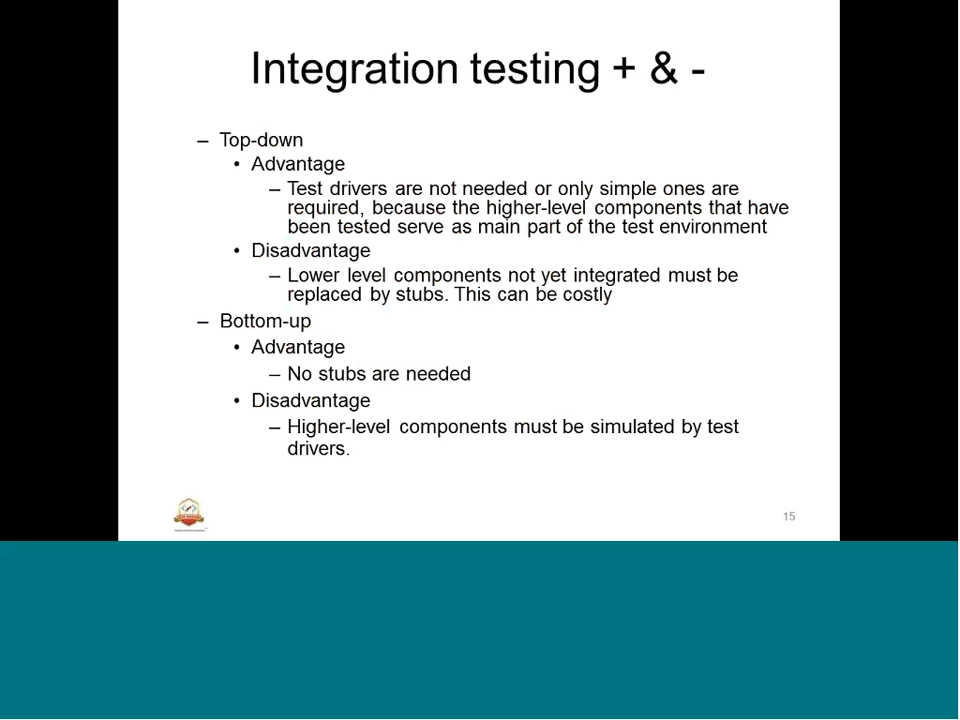 Integration testing + & -
– Top-down
• Advantage
– Test drivers are not needed or only simple ones are
required, because the higher-level components that have
been tested serve as main part of the test environment
• Disadvantage
– Lower level components not yet integrated must be
replaced by stubs. This can be costly
– Bottom-up
• Advantage
– No stubs are needed
• Disadvantage
– Higher-level components must be simulated by test
drivers.
15